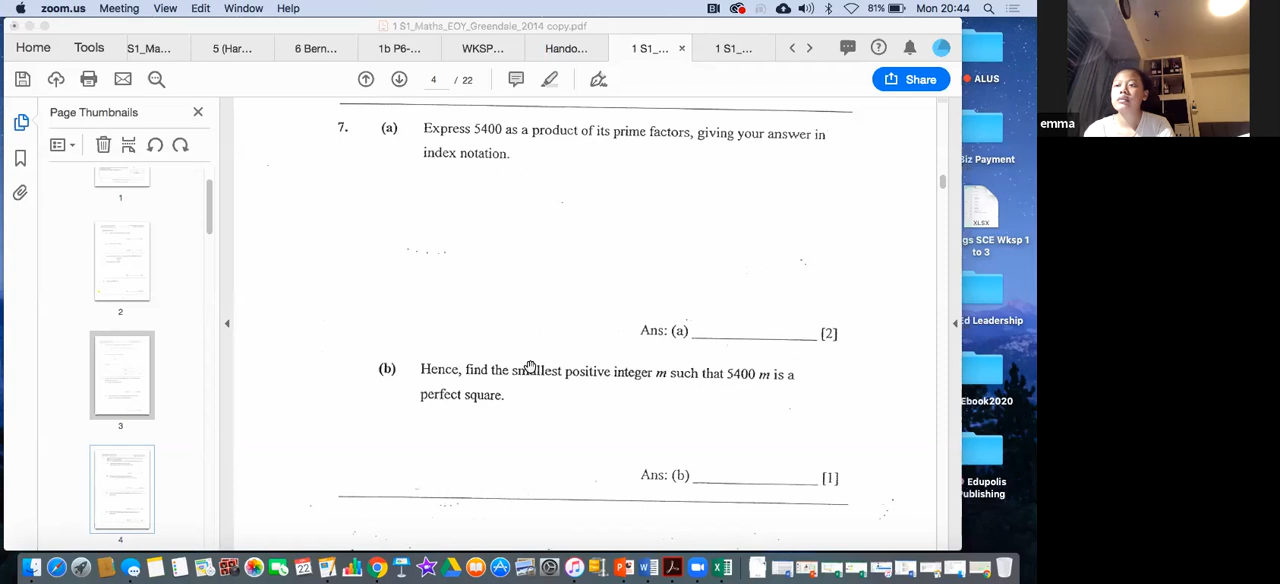 zoom.us Meeting View Edit Window Help 81% Mon 20:44
1 S1_Maths_EOY_Greendale_2014 copy.pdf
Home Tools S1_Ma... 5 (Har... 6 Bern... 1b P6-... WKSP... Hando... 1 S1_... × 1 S1_...
4 / 22 Share
Page Thumbnails
1
2
3
4
7. (a) Express 5400 as a product of its prime factors, giving your answer in
index notation.
Ans: (a) [2]
(b) Hence, find the smallest positive integer m such that 5400 m is a
perfect square.
Ans: (b) [1]
ALUS
Biz Payment
XLSX
gs SCE Wksp 1
to 3
Ed Leadership
Ebook2020
Edupolis
Publishing
emma